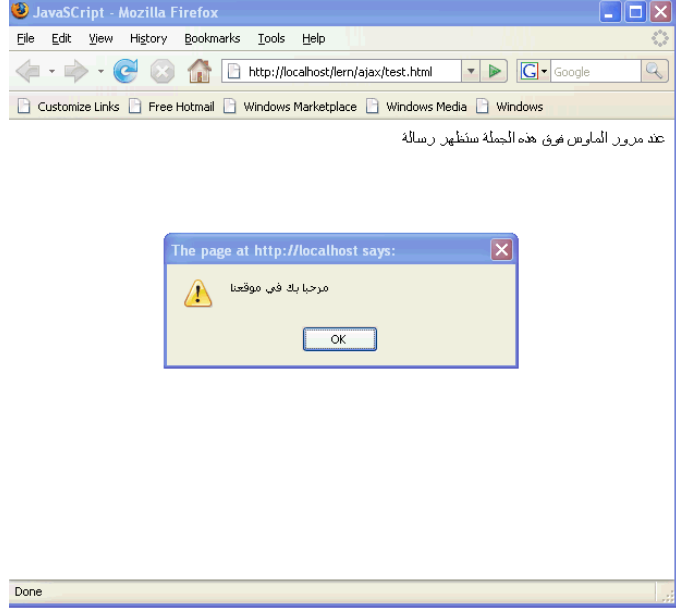 JavaSCript - Mozilla Firefox
File Edit View History Bookmarks Tools Help
http://localhost/lern/ajax/test.html G Google
Customize Links Free Hotmail Windows Marketplace Windows Media Windows
عند مرور الماوس فوق هذه الجملة ستظهر رسالة
The page at http://localhost says:
مرحبا بك في موقعنا
OK
Done